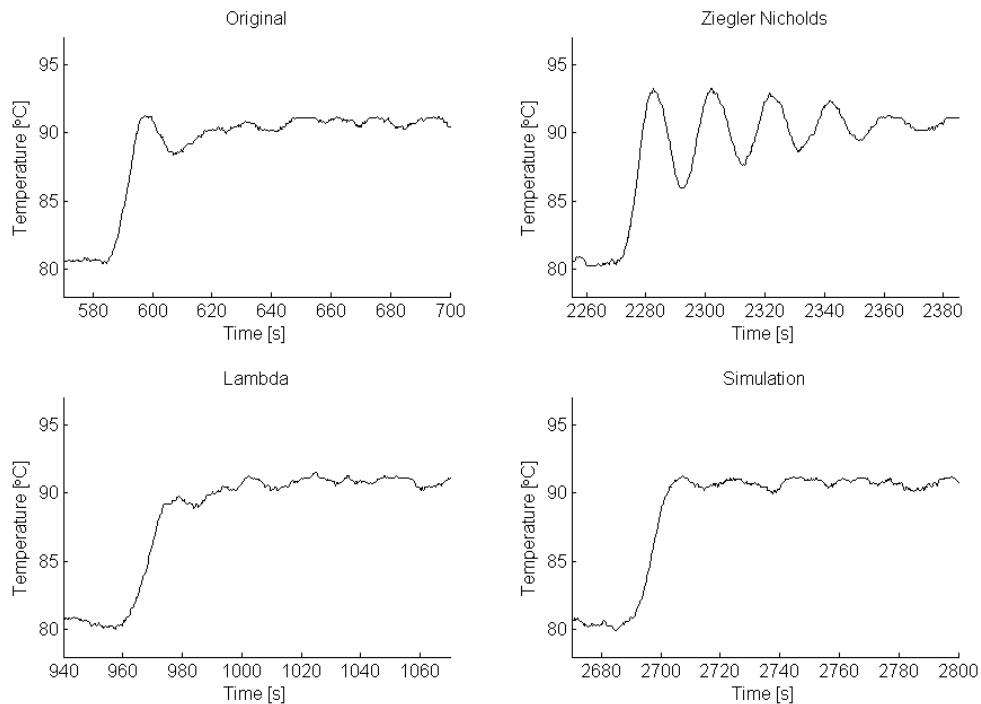 Original
Temperature [ºC]
95
90
85
80
580 600 620 640 660 680 700
Time [s]
Ziegler Nicholds
Temperature [ºC]
95
90
85
80
2260 2280 2300 2320 2340 2360 2380
Time [s]
Lambda
Temperature [ºC]
95
90
85
80
940 960 980 1000 1020 1040 1060
Time [s]
Simulation
Temperature [ºC]
95
90
85
80
2680 2700 2720 2740 2760 2780 2800
Time [s]